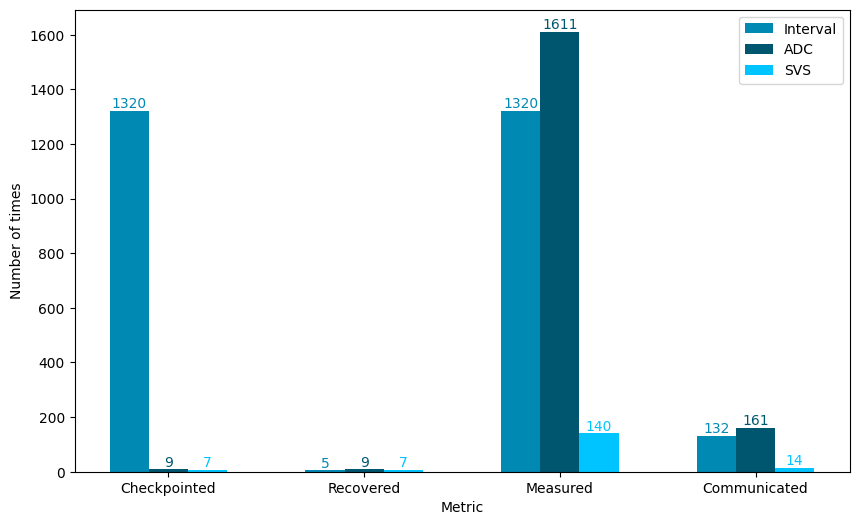 Number of times
1600
1400
1200
1000
800
600
400
200
0
1320
9
7
5
9
7
1320
1611
140
132
161
14
Checkpointed
Recovered
Measured
Communicated
Metric
Interval
ADC
SVS